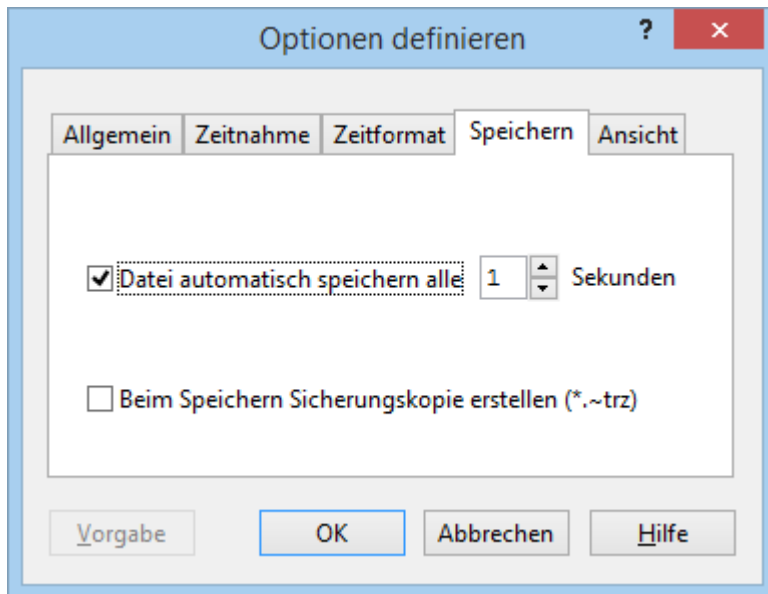 Optionen definieren ? ×
Allgemein Zeitnahme Zeitformat Speichern Ansicht
Datei automatisch speichern alle 1 Sekunden
Beim Speichern Sicherungskopie erstellen (*.~trz)
Vorgabe OK Abbrechen Hilfe